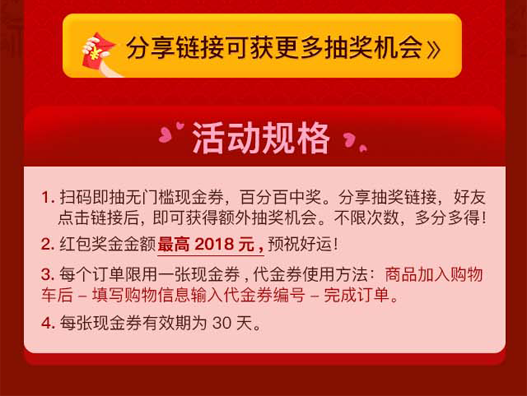 分享链接可获更多抽奖机会》
活动规格
1. 扫码即抽无门槛现金券，百分百中奖。分享抽奖链接，好友
点击链接后，即可获得额外抽奖机会。不限次数，多分多得！
2. 红包奖金金额最高 2018 元，预祝好运！
3. 每个订单限用一张现金券，代金券使用方法：商品加入购物
车后 – 填写购物信息输入代金券编号 – 完成订单。
4. 每张现金券有效期为 30 天。